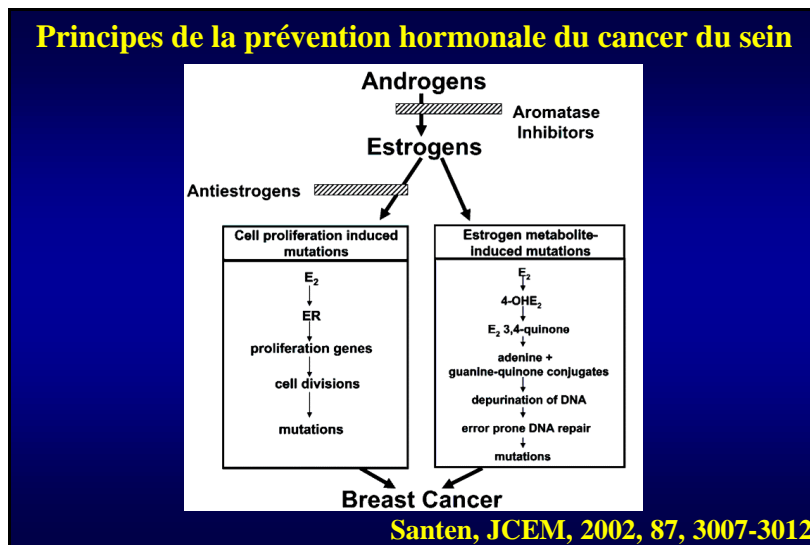 Principes de la prévention hormonale du cancer du sein
Androgens
Aromatase
Inhibitors
Estrogens
Antiestrogens
Cell proliferation induced
mutations
E₂
ER
proliferation genes
cell divisions
mutations
Estrogen metabolite-
induced mutations
E₂
4-OHE₂
E₂ 3,4-quinone
adenine +
guanine-quinone conjugates
depurination of DNA
error prone DNA repair
mutations
Breast Cancer
Santen, JCEM, 2002, 87, 3007-3012